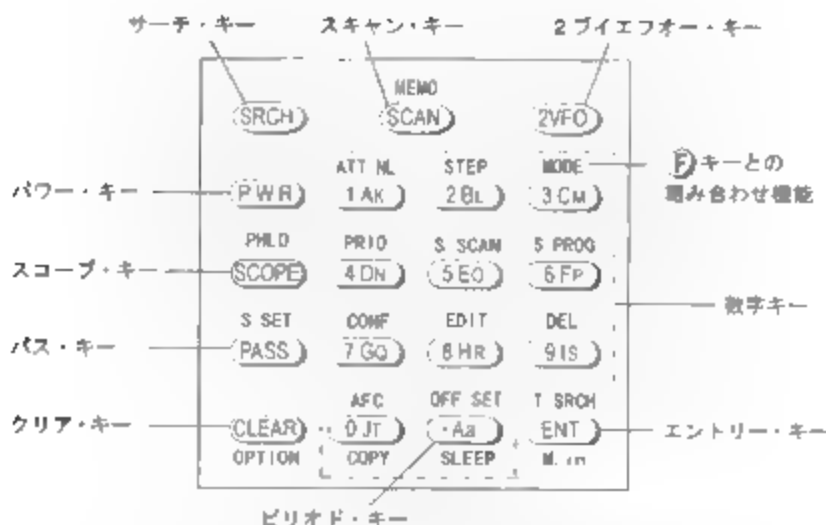 サーチ・キー スキャン・キー 2ブイエフオー・キー
MEMO
SRCH SCAN 2VFO
ATT NL STEP MODE Fキーとの
組み合わせ機能
パワー・キー PWR 1AK 2BL 3CM
PHLD PRIO S SCAN S PROG
スコープ・キー SCOPE 4DN 5EO 6FP
数字キー
S SET CONF EDIT DEL
パス・キー PASS 7GQ 8HR 9IS
AFC OFF SET T SRCH
クリア・キー CLEAR 0JT ・Aa ENT エントリー・キー
OPTION COPY SLEEP M.in
ピリオド・キー